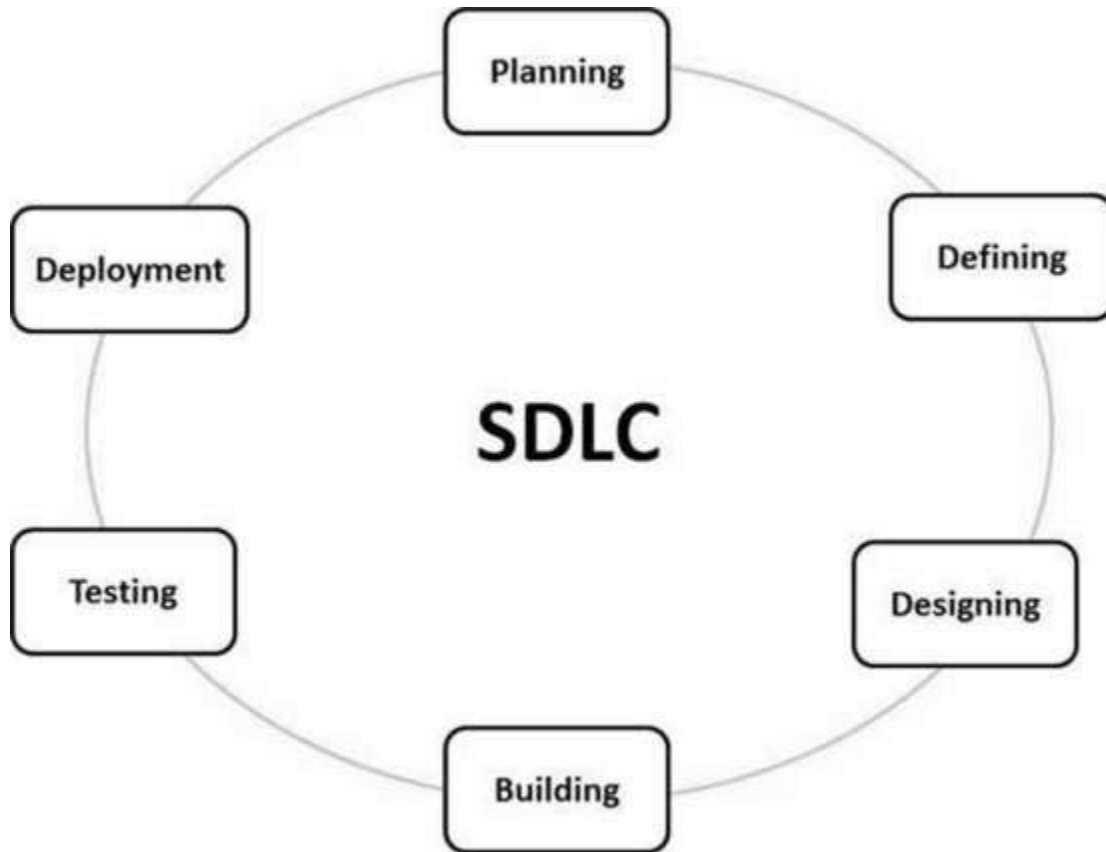 Planning
Defining
Deployment
SDLC
Designing
Testing
Building